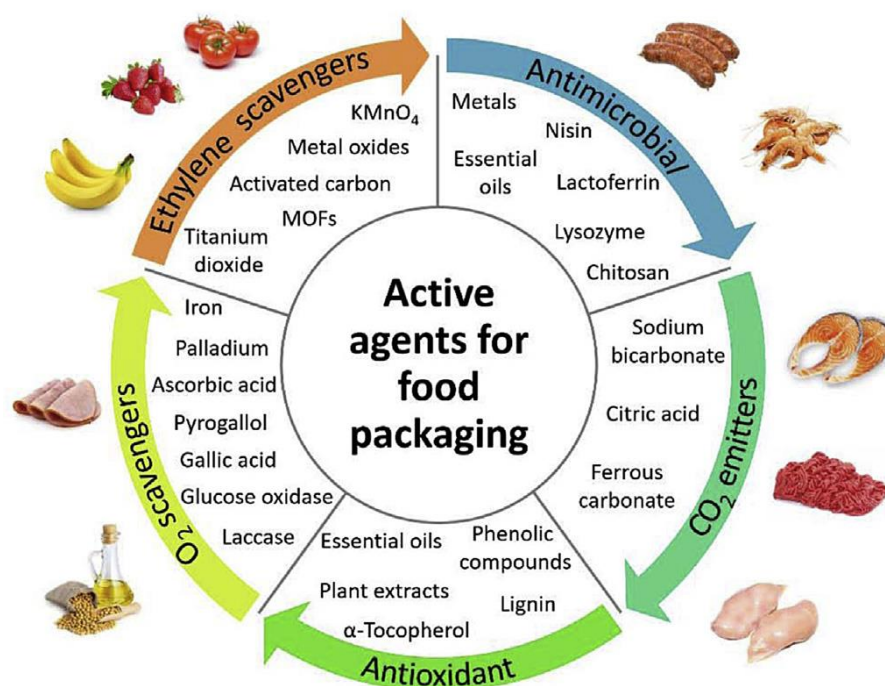 Active
agents for
food
packaging
Ethylene scavengers
KMnO₄
Metal oxides
Activated carbon
MOFs
Titanium
dioxide
Antimicrobial
Metals
Nisin
Essential
oils
Lactoferrin
Lysozyme
Chitosan
CO₂ emitters
Sodium
bicarbonate
Citric acid
Ferrous
carbonate
Antioxidant
Essential oils
Phenolic
compounds
Plant extracts
Lignin
α-Tocopherol
O₂ scavengers
Iron
Palladium
Ascorbic acid
Pyrogallol
Gallic acid
Glucose oxidase
Laccase